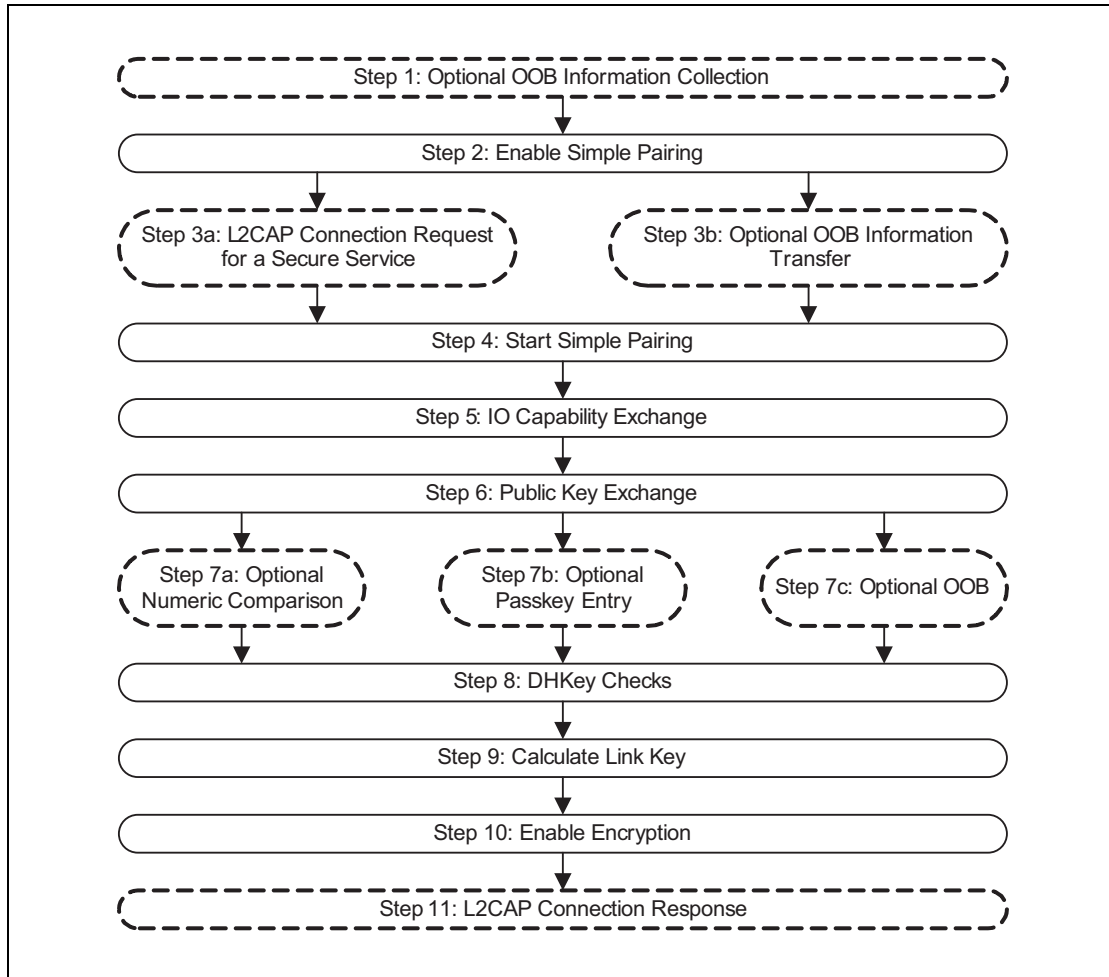 Step 1: Optional OOB Information Collection
Step 2: Enable Simple Pairing
Step 3a: L2CAP Connection Request
for a Secure Service
Step 3b: Optional OOB Information
Transfer
Step 4: Start Simple Pairing
Step 5: IO Capability Exchange
Step 6: Public Key Exchange
Step 7a: Optional
Numeric Comparison
Step 7b: Optional
Passkey Entry
Step 7c: Optional OOB
Step 8: DHKey Checks
Step 9: Calculate Link Key
Step 10: Enable Encryption
Step 11: L2CAP Connection Response